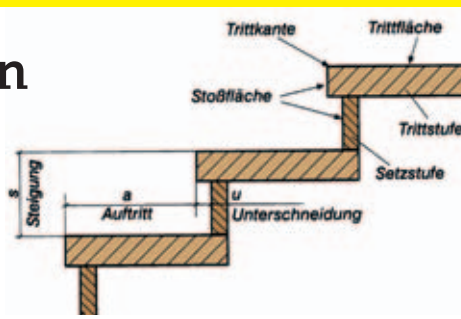 n
Trittkante
Trittfläche
Stoßfläche
Trittstufe
Setzstufe
s
Steigung
a
u
Auftritt
Unterschneidung